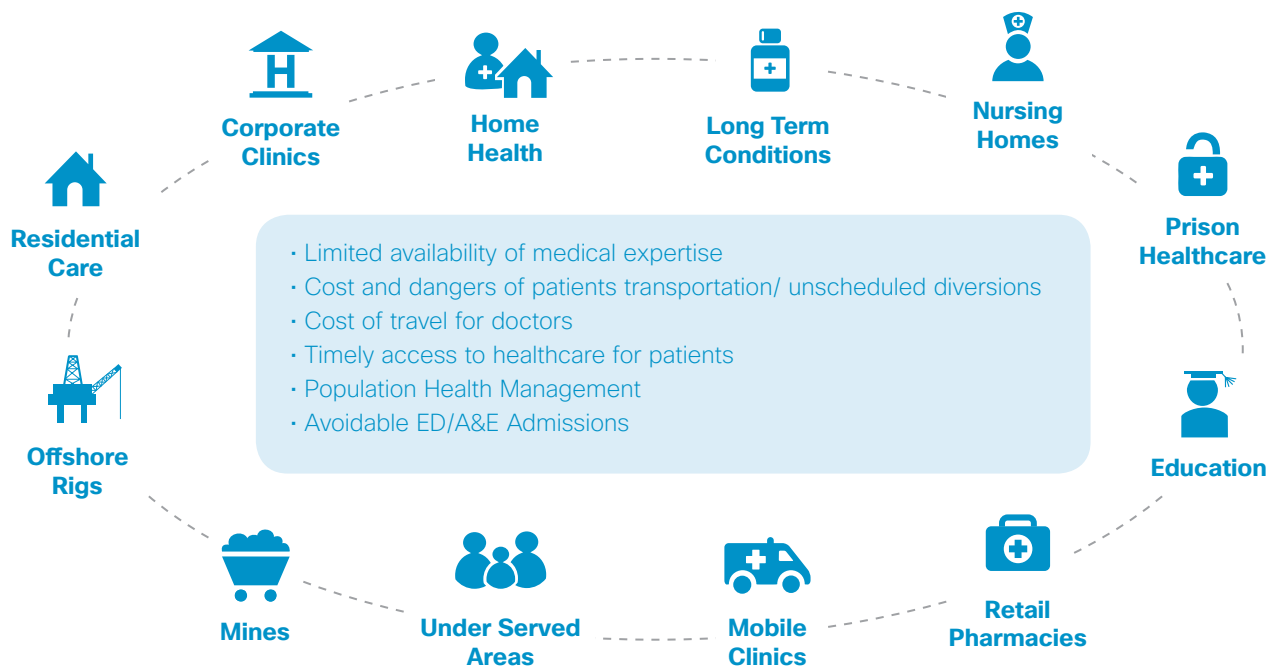 H
Corporate
Clinics
Home
Health
Long Term
Conditions
Nursing
Homes
Prison
Healthcare
Residential
Care
· Limited availability of medical expertise
· Cost and dangers of patients transportation/ unscheduled diversions
· Cost of travel for doctors
· Timely access to healthcare for patients
· Population Health Management
· Avoidable ED/A&E Admissions
Offshore
Rigs
Education
Mines
Under Served
Areas
Mobile
Clinics
Retail
Pharmacies